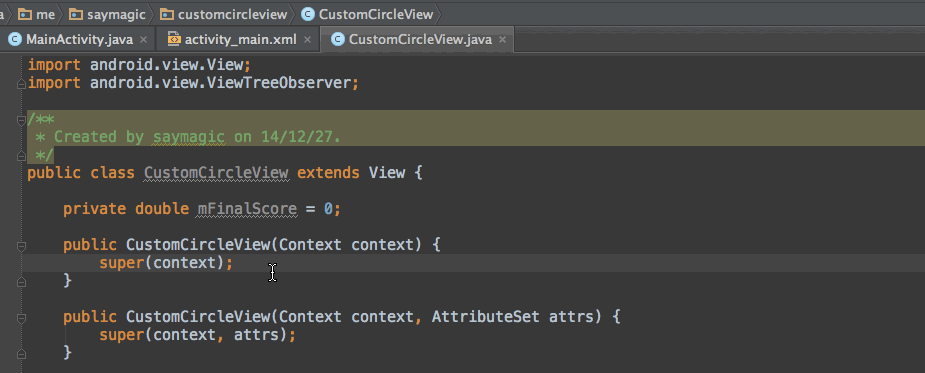 a me saymagic customcircleview CustomCircleView
MainActivity.java activity_main.xml CustomCircleView.java
import android.view.View;
import android.view.ViewTreeObserver;
/**
* Created by saymagic on 14/12/27.
*/
public class CustomCircleView extends View {
private double mFinalScore = 0;
public CustomCircleView(Context context) {
super(context);
}
public CustomCircleView(Context context, AttributeSet attrs) {
super(context, attrs);
}